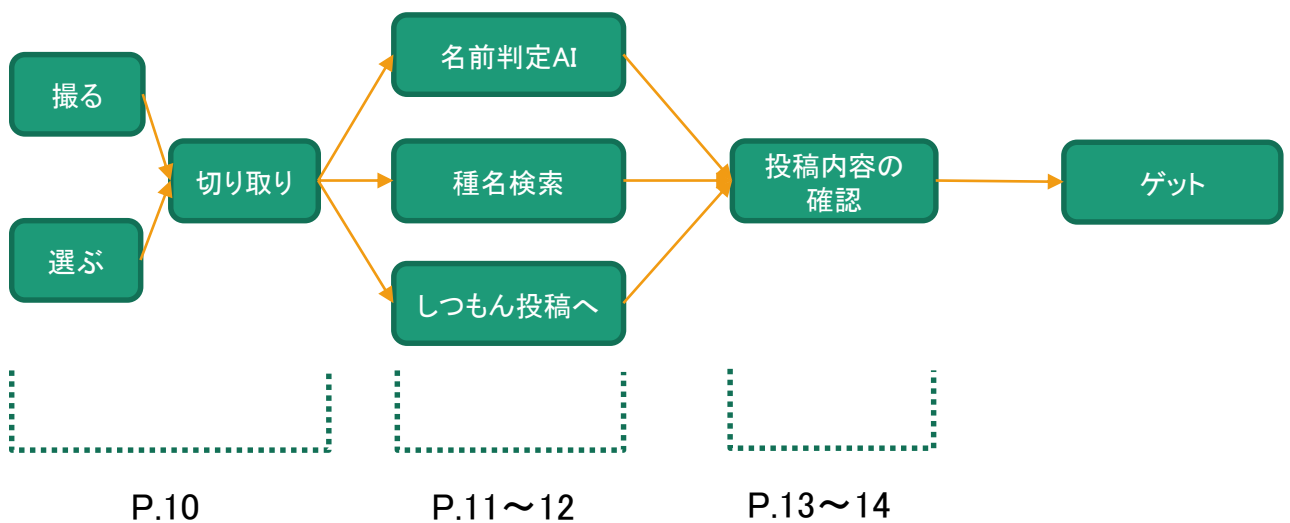 撮る
選ぶ
切り取り
名前判定AI
種名検索
しつもん投稿へ
投稿内容の
確認
ゲット
P.10
P.11～12
P.13～14